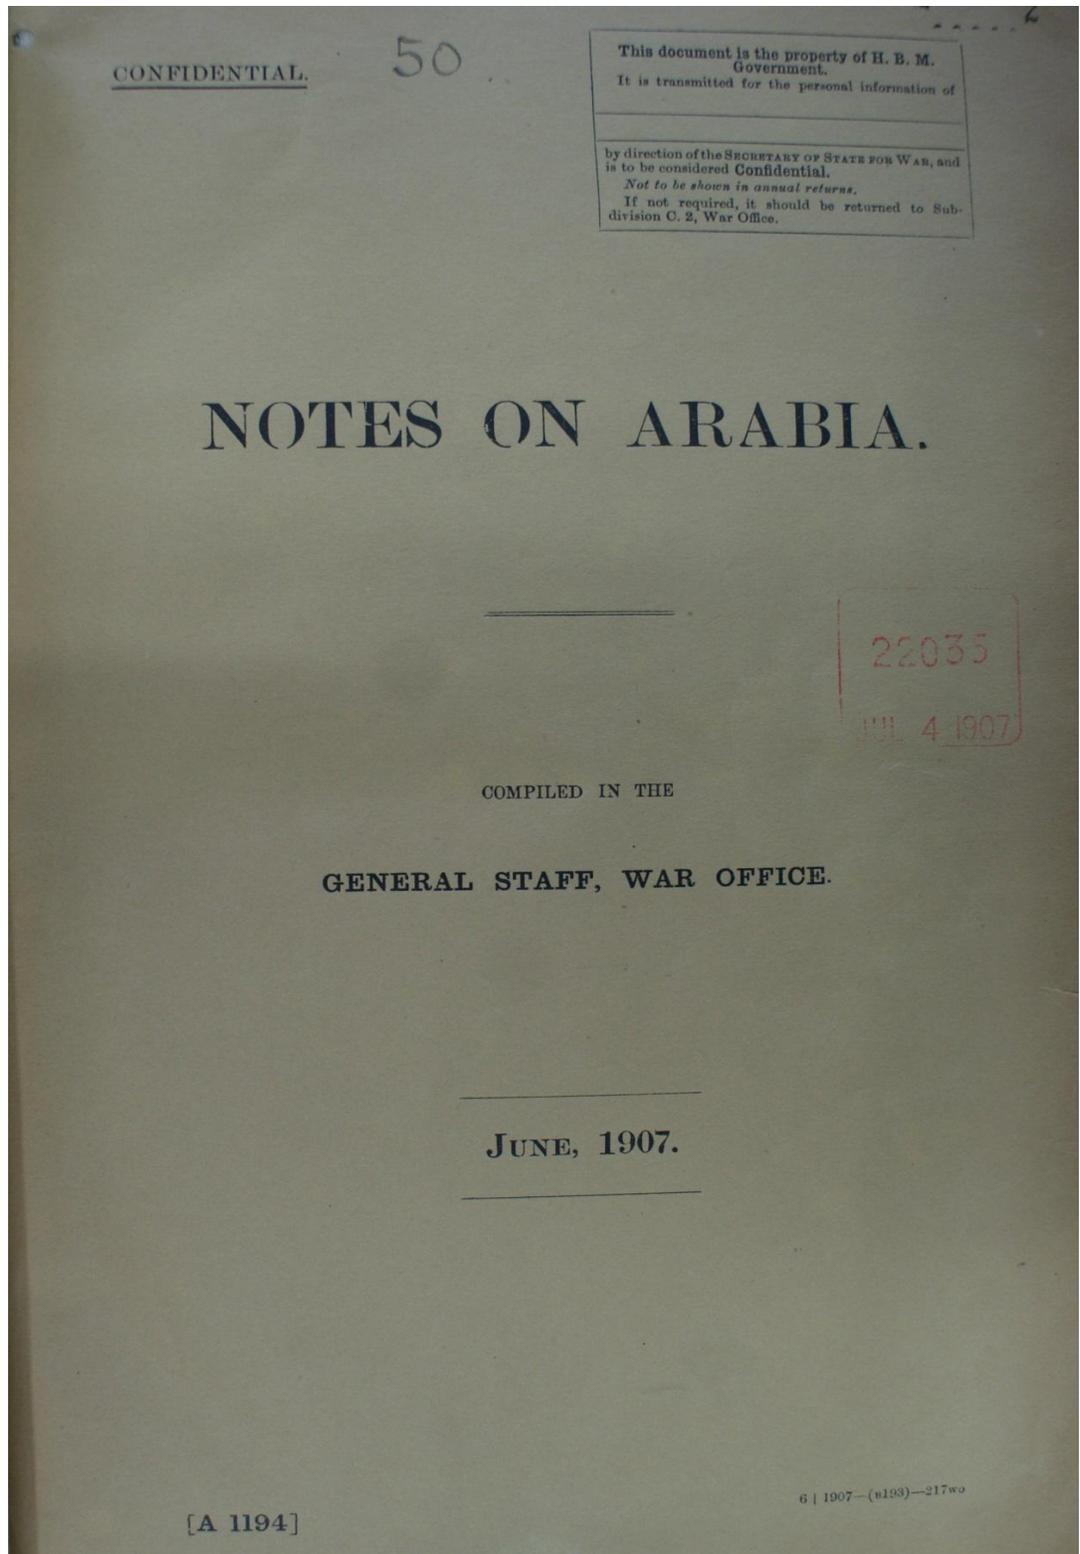 CONFIDENTIAL.
50
This document is the property of H. B. M.
Government.
It is transmitted for the personal information of
by direction of the SECRETARY OF STATE FOR WAR, and
is to be considered Confidential.
Not to be shown in annual returns.
If not required, it should be returned to Sub-
division C. 2, War Office.
NOTES ON ARABIA.
22035
JUL 4 1907
COMPILED IN THE
GENERAL STAFF, WAR OFFICE.
JUNE, 1907.
6 | 1907—(B193)—217WO
[A 1194]